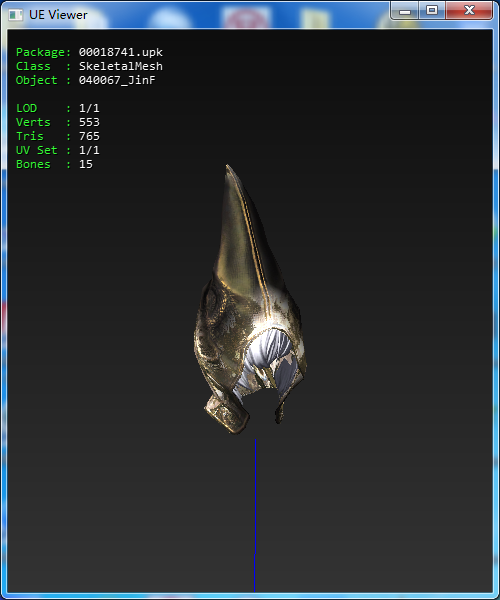 UE Viewer
Package: 00018741.upk
Class : SkeletalMesh
Object : 040067_JinF
LOD : 1/1
Verts : 553
Tris : 765
UV Set : 1/1
Bones : 15